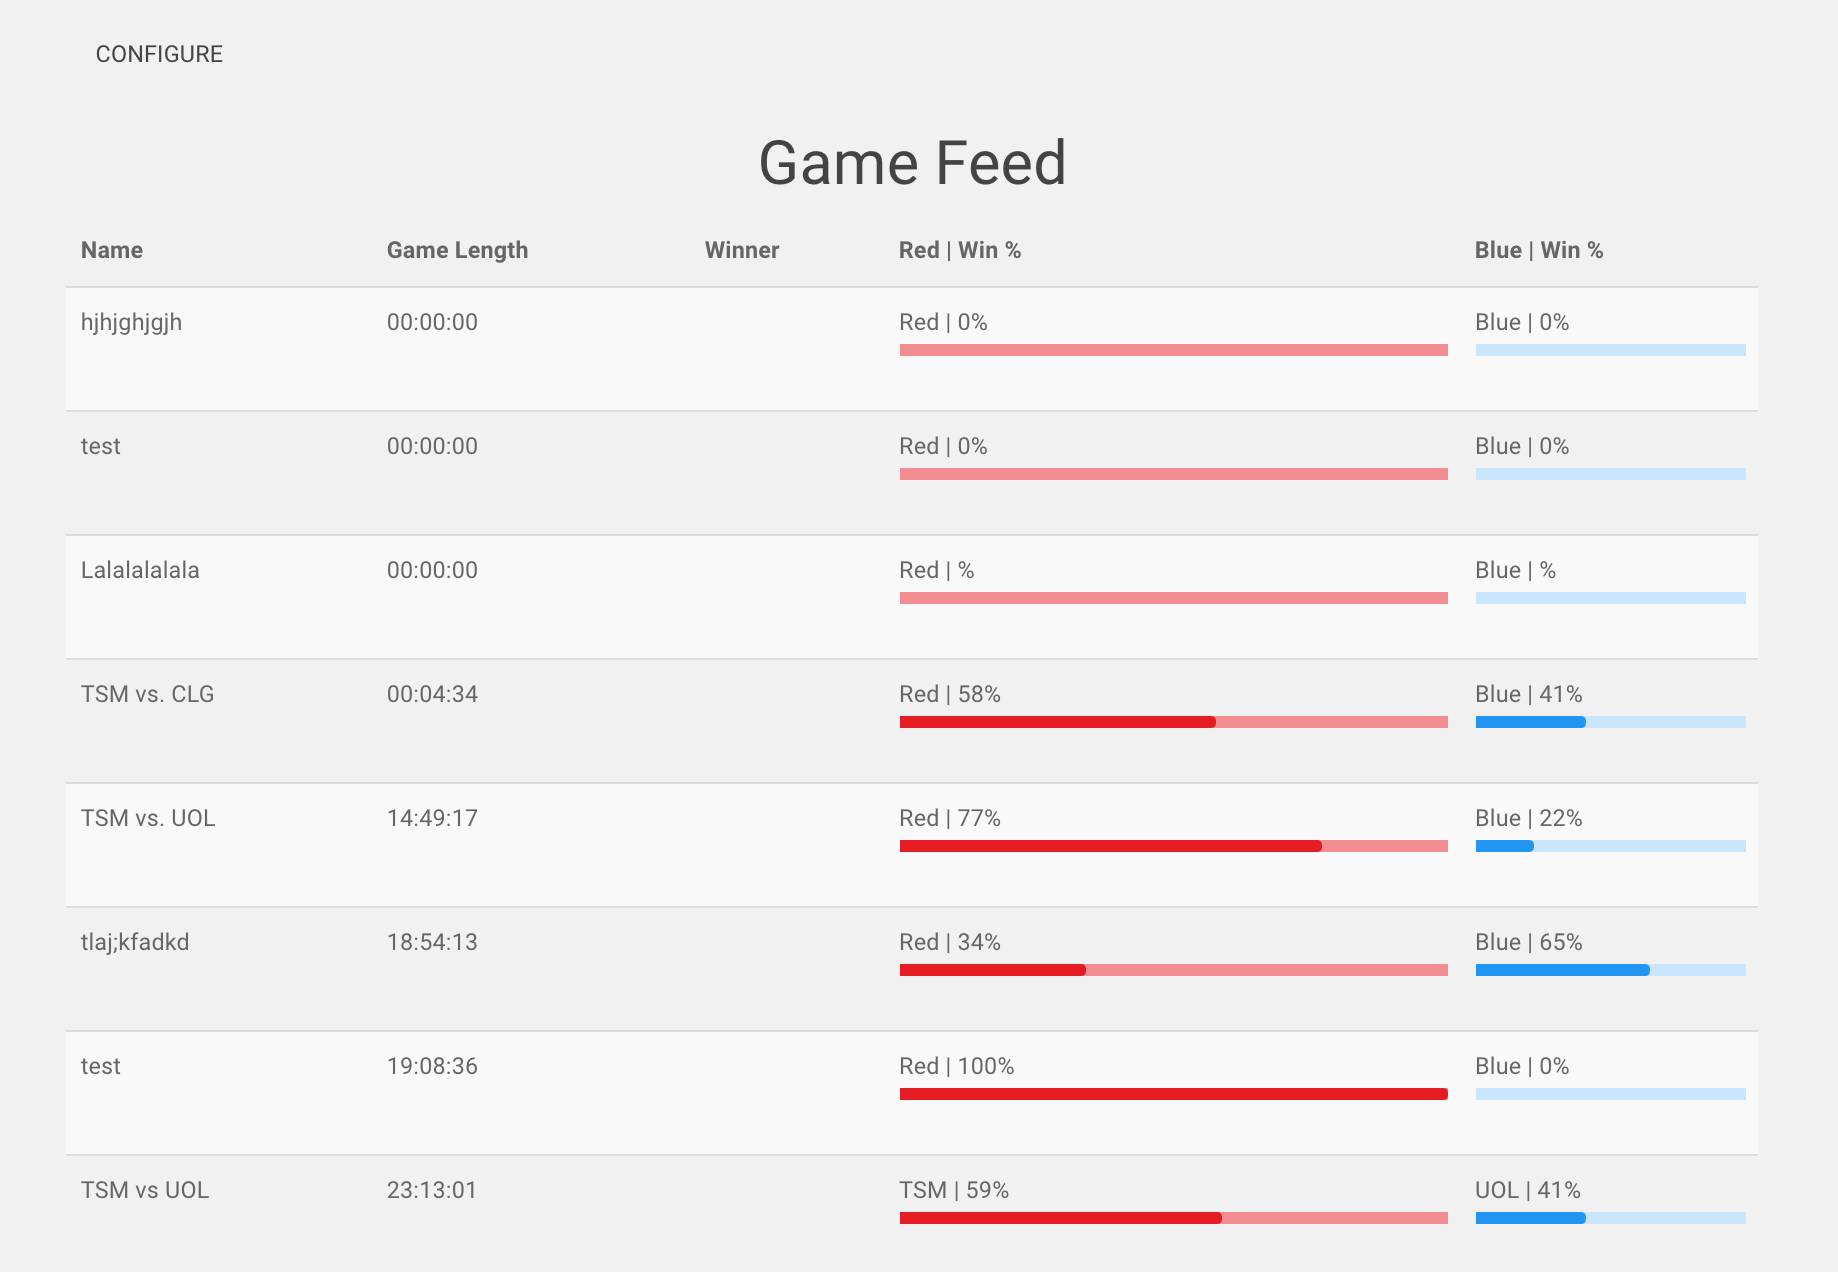 CONFIGURE
Game Feed
Name Game Length Winner Red | Win % Blue | Win %
hjhjghjgjh 00:00:00 Red | 0% Blue | 0%
test 00:00:00 Red | 0% Blue | 0%
Lalalalalala 00:00:00 Red | % Blue | %
TSM vs. CLG 00:04:34 Red | 58% Blue | 41%
TSM vs. UOL 14:49:17 Red | 77% Blue | 22%
tlaj;kfadkd 18:54:13 Red | 34% Blue | 65%
test 19:08:36 Red | 100% Blue | 0%
TSM vs UOL 23:13:01 TSM | 59% UOL | 41%